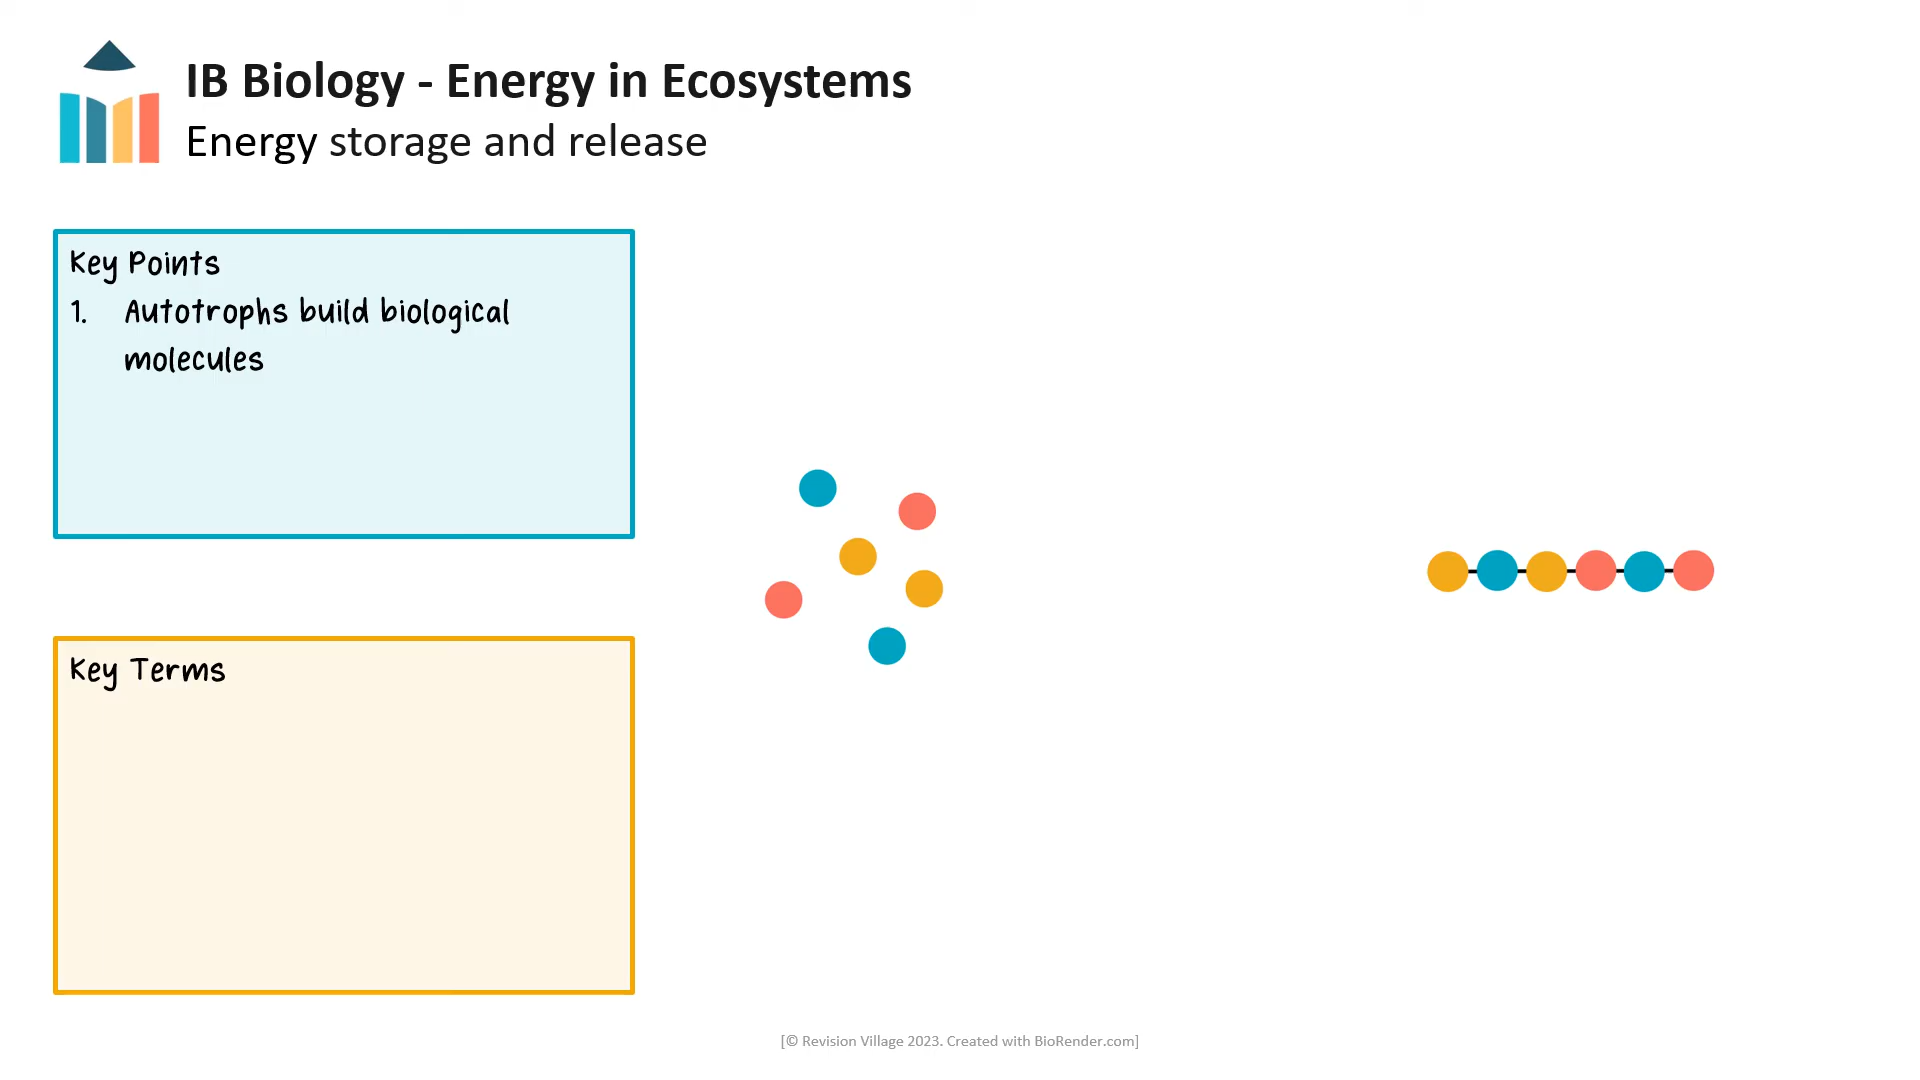 IB Biology - Energy in Ecosystems
Energy storage and release
Key Points
1. Autotrophs build biological
molecules
Key Terms
[© Revision Village 2023. Created with BioRender.com]